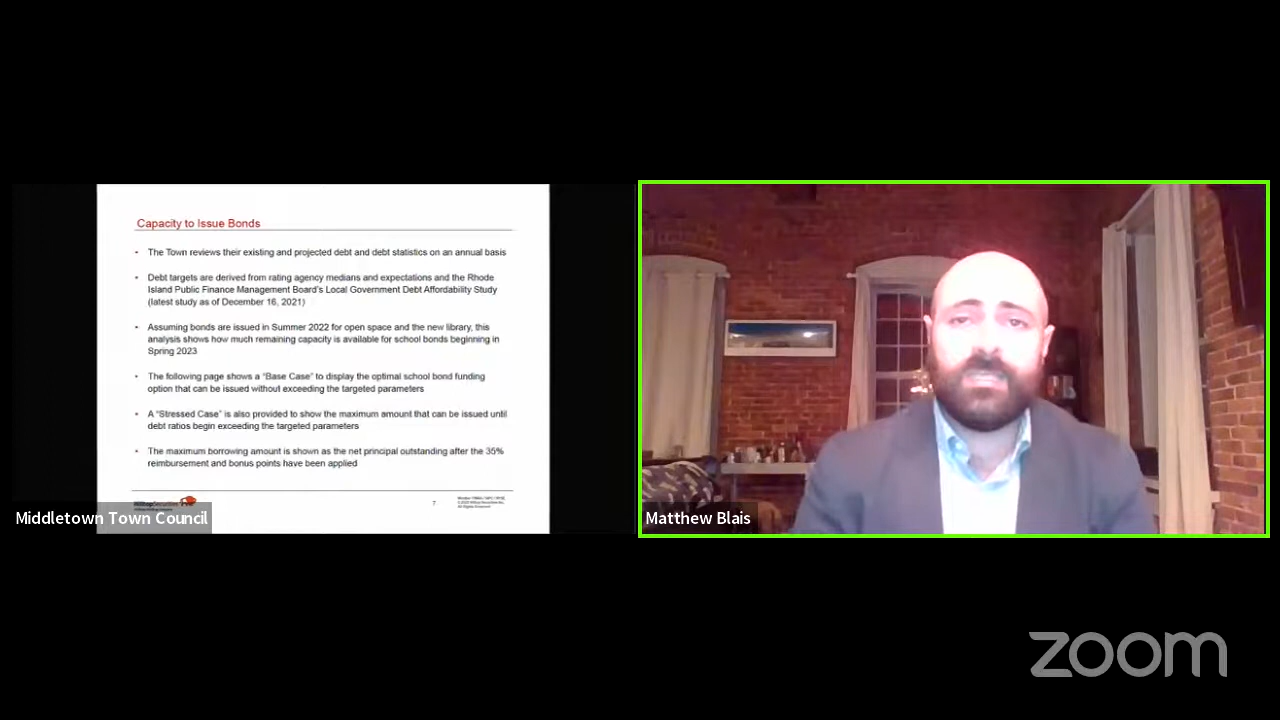 Capacity to Issue Bonds
• The Town reviews their existing and projected debt and debt statistics on an annual basis
• Debt targets are derived from rating agency medians and expectations and the Rhode
Island Public Finance Management Board's Local Government Debt Affordability Study
(latest study as of December 16, 2021)
• Assuming bonds are issued in Summer 2022 for open space and the new library, this
analysis shows how much remaining capacity is available for school bonds beginning in
Spring 2023
• The following page shows a "Base Case" to display the optimal school bond funding
option that can be issued without exceeding the targeted parameters
• A "Stressed Case" is also provided to show the maximum amount that can be issued until
debt ratios begin exceeding the targeted parameters
• The maximum borrowing amount is shown as the net principal outstanding after the 35%
reimbursement and bonus points have been applied
HilltopSecurities
7
All Rights Reserved
Middletown Town Council
Matthew Blais
zoom